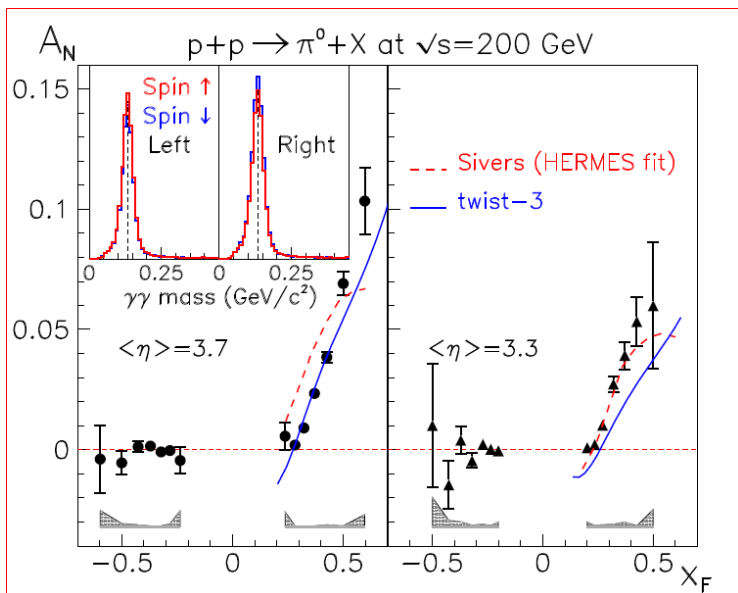 A_N p+p → π⁰+X at √s=200 GeV
0.15
Spin ↑
Spin ↓
Left
Right
Sivers (HERMES fit)
twist-3
0.1
0 0.25 0 0.25
γγ mass (GeV/c²)
0.05
<η>=3.7
<η>=3.3
0
-0.5 0 0.5 -0.5 0 0.5
X_F